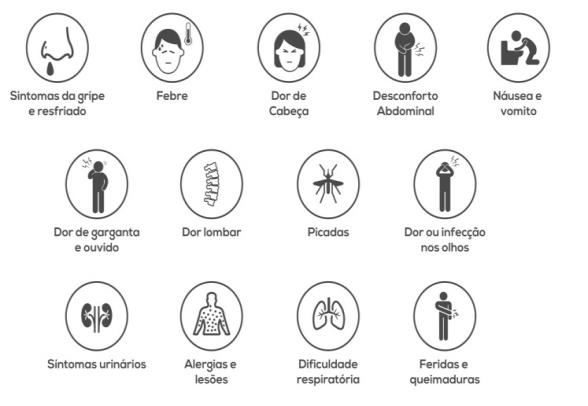 Sintomas da gripe
e resfriado
Febre
Dor de
Cabeça
Desconforto
Abdominal
Náusea e
vomito
Dor de garganta
e ouvido
Dor lombar
Picadas
Dor ou infecção
nos olhos
Síntomas urinários
Alergias e
lesões
Dificuldade
respiratória
Feridas e
queimaduras